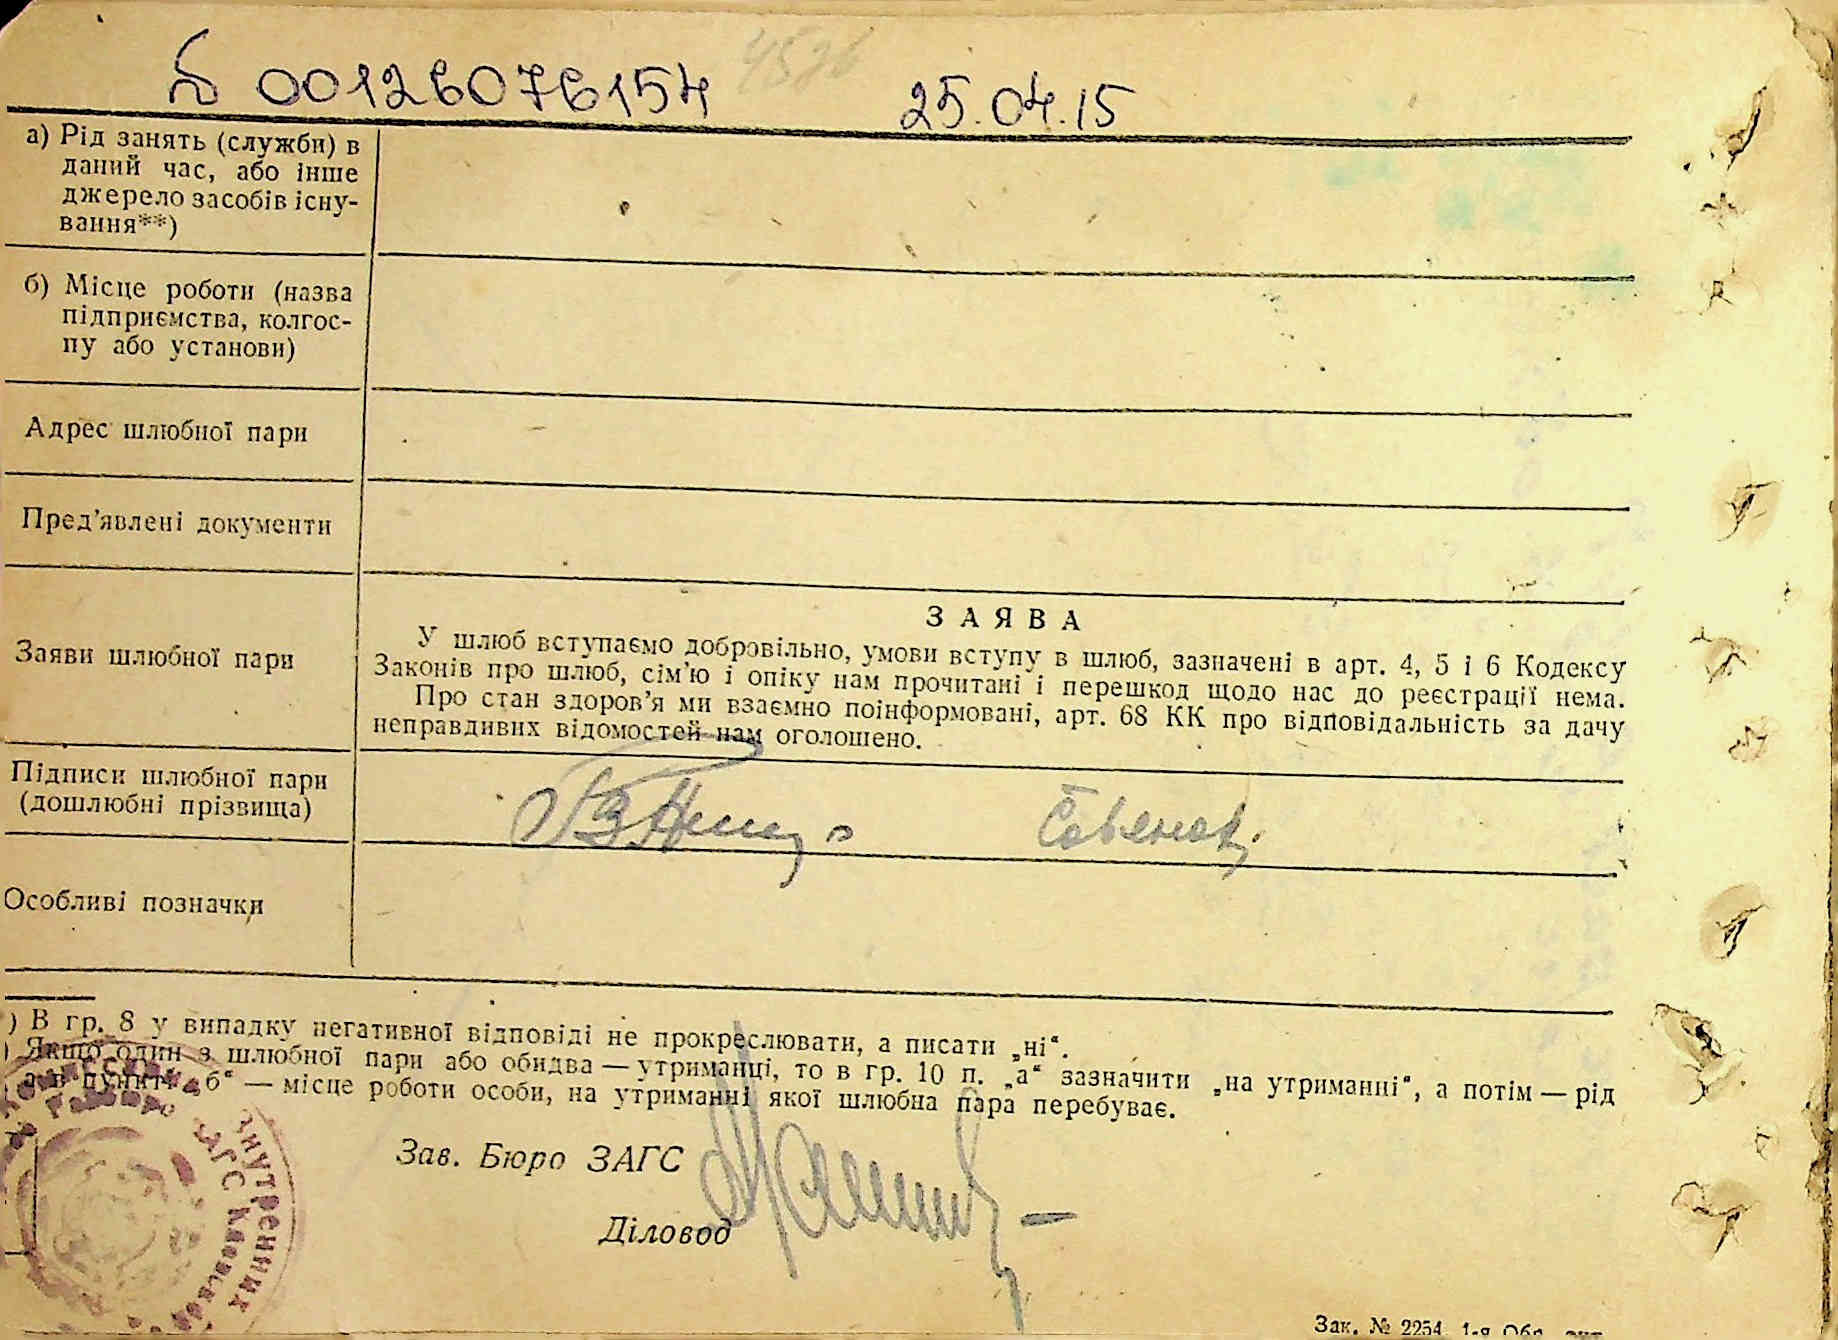 00126076154 25.04.15
а) Рід занять (служби) в
даний час, або інше
джерело засобів існу-
вання**)
б) Місце роботи (назва
підприємства, колгос-
пу або установи)
Адрес шлюбної пари
Пред’явлені документи
Заяви шлюбної пари
ЗАЯВА
У шлюб вступаємо добровільно, умови вступу в шлюб, зазначені в арт. 4, 5 і 6 Кодексу
Законів про шлюб, сім’ю і опіку нам прочитані і перешкод щодо нас до реєстрації нема.
Про стан здоров’я ми взаємно поінформовані, арт. 68 КК про відповідальність за дачу
неправдивих відомостей нам оголошено.
Підписи шлюбної пари
(дошлюбні прізвища)
Особливі позначки
) В гр. 8 у випадку негативної відповіді не прокреслювати, а писати „ні“.
) Якщо один з шлюбної пари або обидва — утриманці, то в гр. 10 п. „а“ зазначити „на утриманні“, а потім — рід
а в пункті „б“ — місце роботи особи, на утриманні якої шлюбна пара перебуває.
Зав. Бюро ЗАГС
Діловод
внутренних
ЗАГС
Зак. № 2254. 1-я Обл.